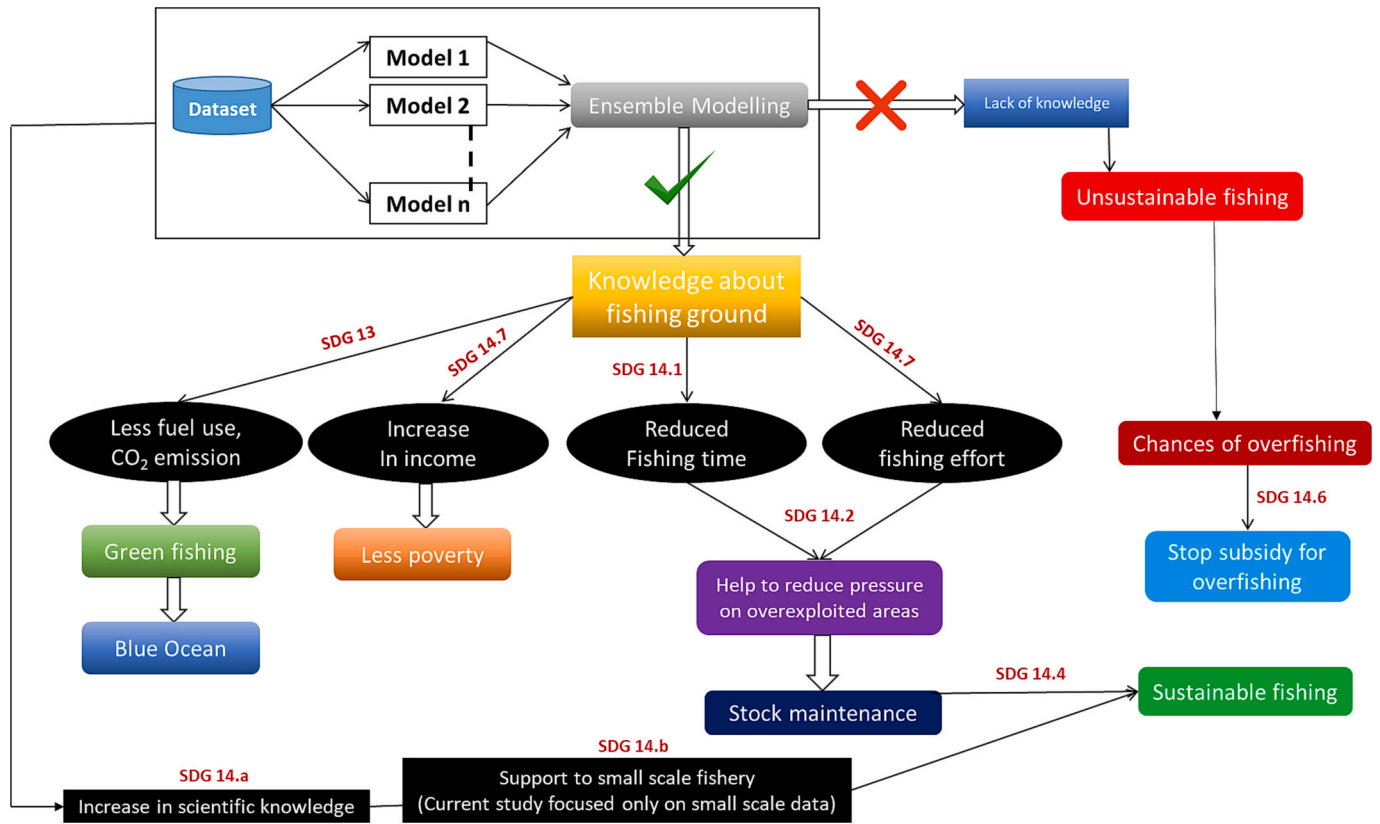 Model 1
Dataset
Model 2
Ensemble Modelling
Lack of knowledge
Model n
Unsustainable fishing
Knowledge about
fishing ground
SDG 13
SDG 14.7
SDG 14.1
SDG 14.7
Less fuel use,
CO₂ emission
Increase
In income
Reduced
Fishing time
Reduced
fishing effort
Chances of overfishing
SDG 14.6
SDG 14.2
Green fishing
Less poverty
Stop subsidy for
overfishing
Help to reduce pressure
on overexploited areas
Blue Ocean
SDG 14.4
Stock maintenance
Sustainable fishing
SDG 14.b
SDG 14.a
Support to small scale fishery
(Current study focused only on small scale data)
Increase in scientific knowledge